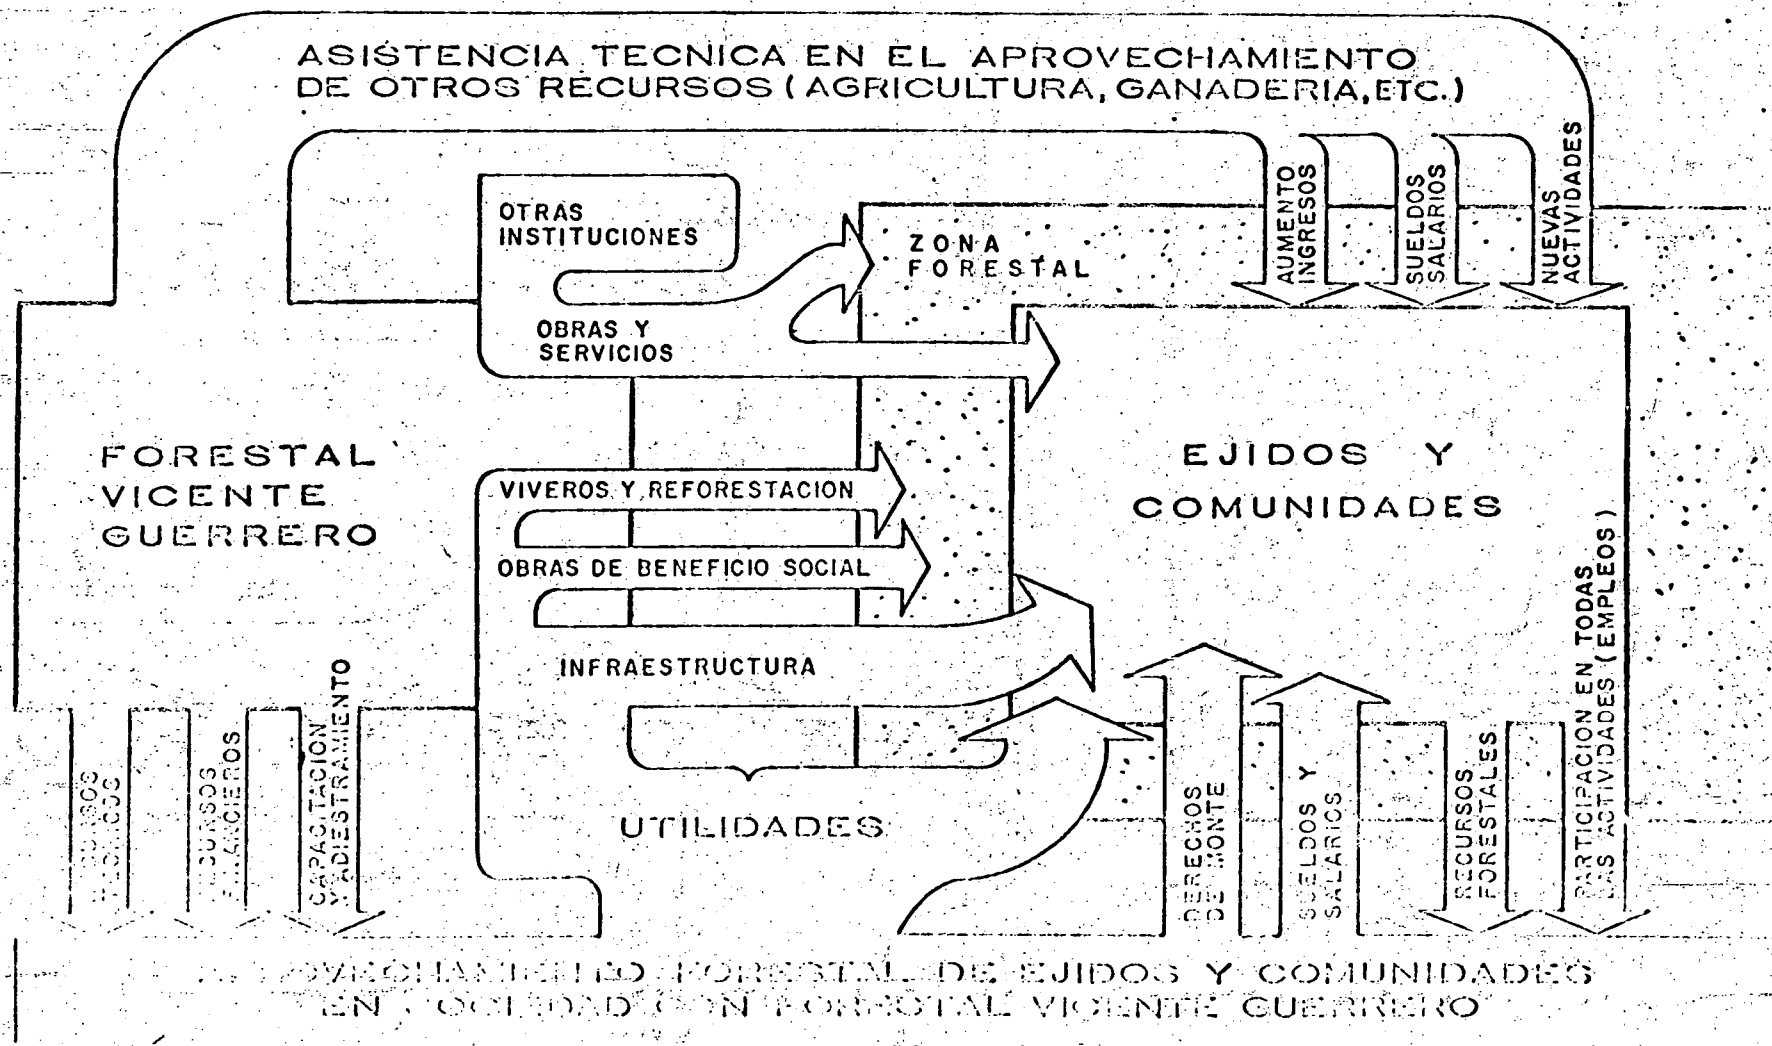 ASISTENCIA TECNICA EN EL APROVECHAMIENTO
DE OTROS RECURSOS (AGRICULTURA, GANADERIA, ETC.)
AUMENTO
INGRESOS
SUELDOS
SALARIOS
NUEVAS
ACTIVIDADES
OTRAS
INSTITUCIONES
ZONA
FORESTAL
OBRAS Y
SERVICIOS
FORESTAL
VICENTE
GUERRERO
EJIDOS Y
COMUNIDADES
VIVEROS Y REFORESTACION
OBRAS DE BENEFICIO SOCIAL
INFRAESTRUCTURA
UTILIDADES
CAPACITACION
Y ADIESTRAMIENTO
DERECHOS
DE MONTE
SUELDOS Y
SALARIOS
RECURSOS
FORESTALES
PARTICIPACION EN TODAS
LAS ACTIVIDADES (EMPLEOS)
FORESTAL DE EJIDOS Y COMUNIDADES
EN SOCIEDAD CON FORESTAL VICENTE GUERRERO